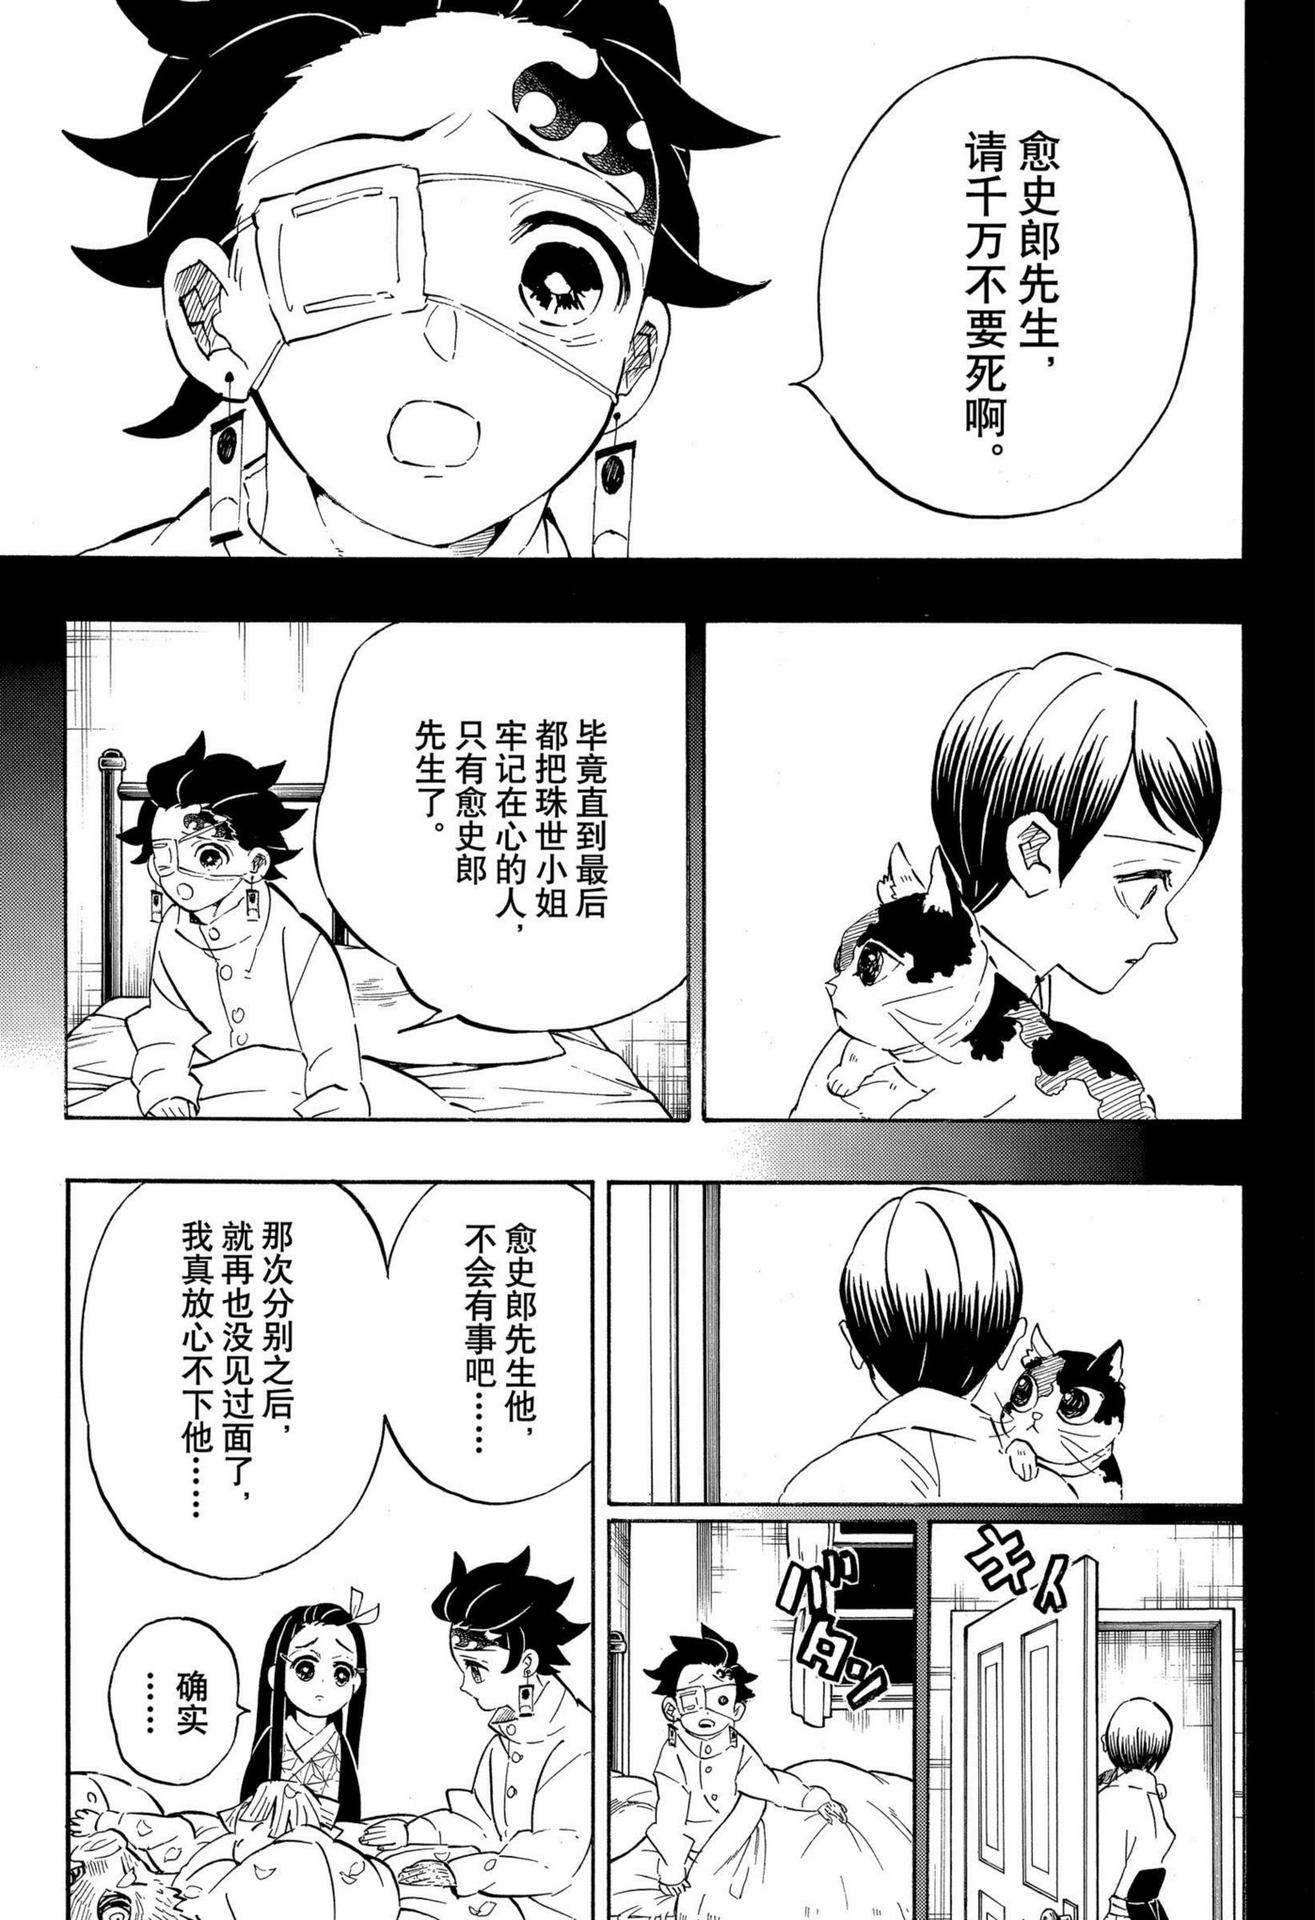 愈史郎先生，
请千万不要死啊。
毕竟直到最后
都把珠世小姐
牢记在心的人，
只有愈史郎
先生了。
キイ
バタン
愈史郎先生他，
不会有事吧……
那次分别之后，
就再也没见过面了，
我真放心不下他……
确实
……